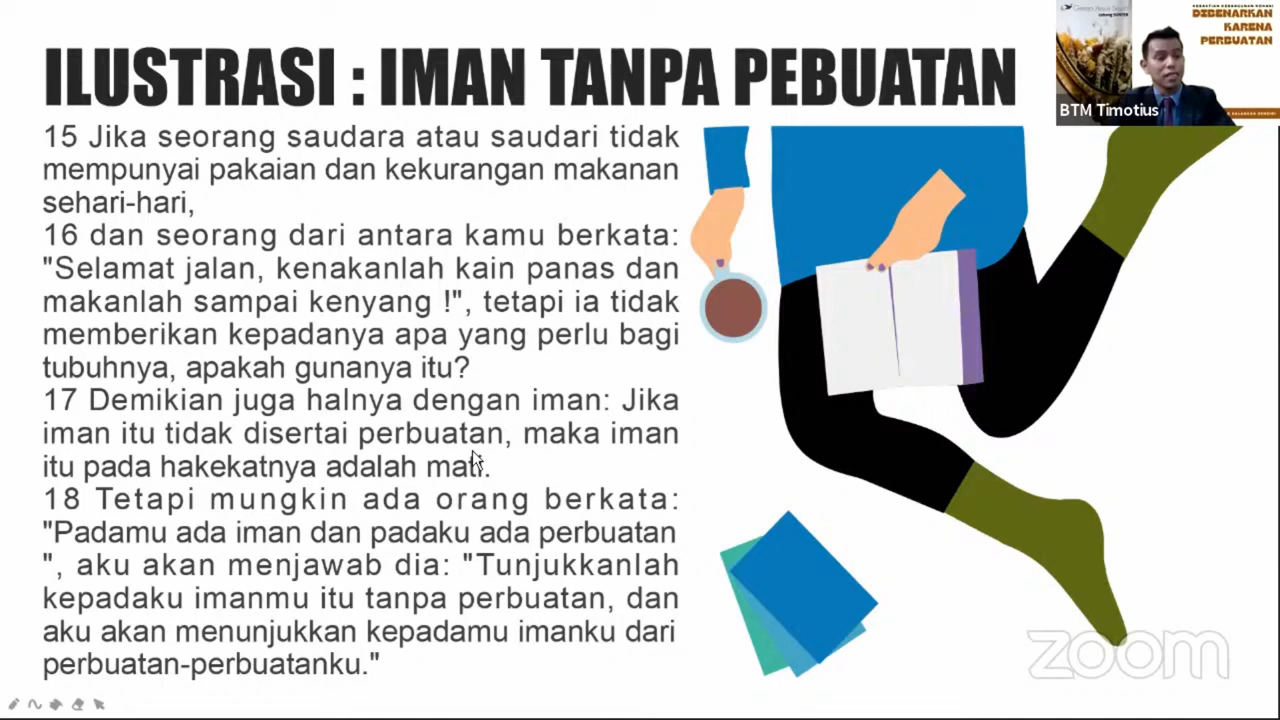 ILUSTRASI : IMAN TANPA PEBUATAN
15 Jika seorang saudara atau saudari tidak
mempunyai pakaian dan kekurangan makanan
sehari-hari,
16 dan seorang dari antara kamu berkata:
"Selamat jalan, kenakanlah kain panas dan
makanlah sampai kenyang !", tetapi ia tidak
memberikan kepadanya apa yang perlu bagi
tubuhnya, apakah gunanya itu?
17 Demikian juga halnya dengan iman: Jika
iman itu tidak disertai perbuatan, maka iman
itu pada hakekatnya adalah mati.
18 Tetapi mungkin ada orang berkata:
"Padamu ada iman dan padaku ada perbuatan
", aku akan menjawab dia: "Tunjukkanlah
kepadaku imanmu itu tanpa perbuatan, dan
aku akan menunjukkan kepadamu imanku dari
perbuatan-perbuatanku."
DIBENARKAN
KARENA
PERBUATAN
BTM Timotius
zoom